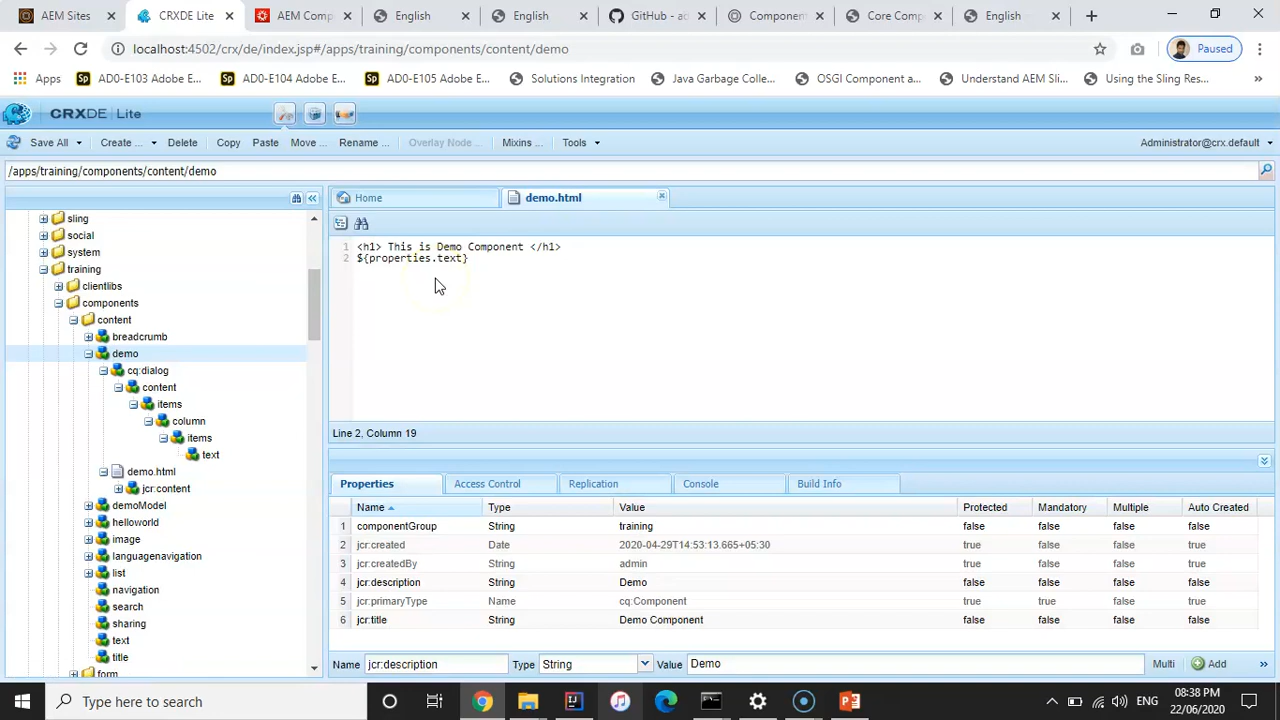 AEM Sites
CRXDE Lite
AEM Comp
English
English
GitHub - ad
Component
Core Comp
English
localhost:4502/crx/de/index.jsp#/apps/training/components/content/demo
Paused
Apps
AD0-E103 Adobe E...
AD0-E104 Adobe E...
AD0-E105 Adobe E...
Solutions Integration
Java Garbage Colle...
OSGI Component a...
Understand AEM Sli...
Using the Sling Res...
CRXDE Lite
Save All
Create ...
Delete
Copy
Paste
Move ...
Rename ...
Overlay Node ...
Mixins ...
Tools
Administrator@crx.default
/apps/training/components/content/demo
sling
social
system
training
clientlibs
components
content
breadcrumb
demo
cq:dialog
content
items
column
items
text
demo.html
jcr:content
demoModel
helloworld
image
languagenavigation
list
navigation
search
sharing
text
title
form
Home
demo.html
1 <h1> This is Demo Component </h1>
2 ${properties.text}
Line 2, Column 19
Properties
Access Control
Replication
Console
Build Info
Name Type Value Protected Mandatory Multiple Auto Created
1 componentGroup String training false false false false
2 jcr:created Date 2020-04-29T14:53:13.665+05:30 true false false true
3 jcr:createdBy String admin true false false true
4 jcr:description String Demo false false false false
5 jcr:primaryType Name cq:Component true true false true
6 jcr:title String Demo Component false false false false
Name jcr:description Type String Value Demo Multi Add
Type here to search
ENG
08:38 PM
22/06/2020